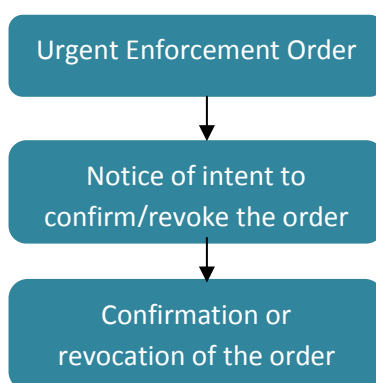 Urgent Enforcement Order
Notice of intent to
confirm/revoke the order
Confirmation or
revocation of the order